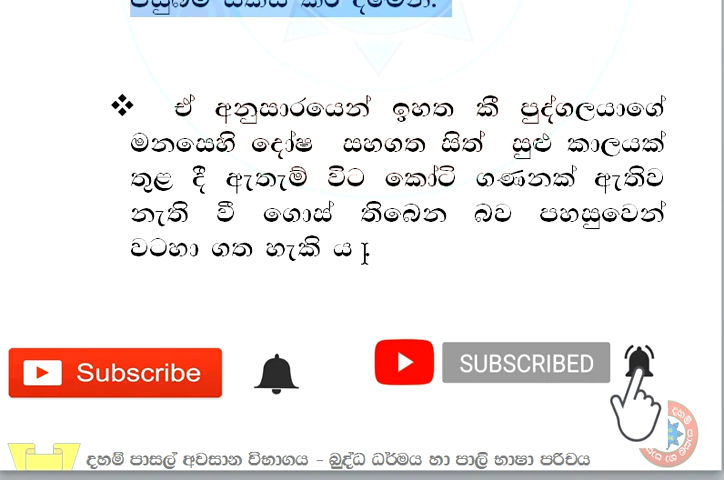 ❖ ඒ අනුසාරයෙන් ඉහත කී පුද්ගලයාගේ
මනසෙහි දෝෂ සහගත සිත් සුළු කාලයක්
තුළ දී ඇතැම් විට කෝටි ගණනක් ඇතිව
නැති වී ගොස් තිබෙන බව පහසුවෙන්
වටහා ගත හැකි ය
Subscribe
SUBSCRIBED
දහම් පාසල් අවසාන විභාගය - බුද්ධ ධර්මය හා පාලි භාෂා පරිචය